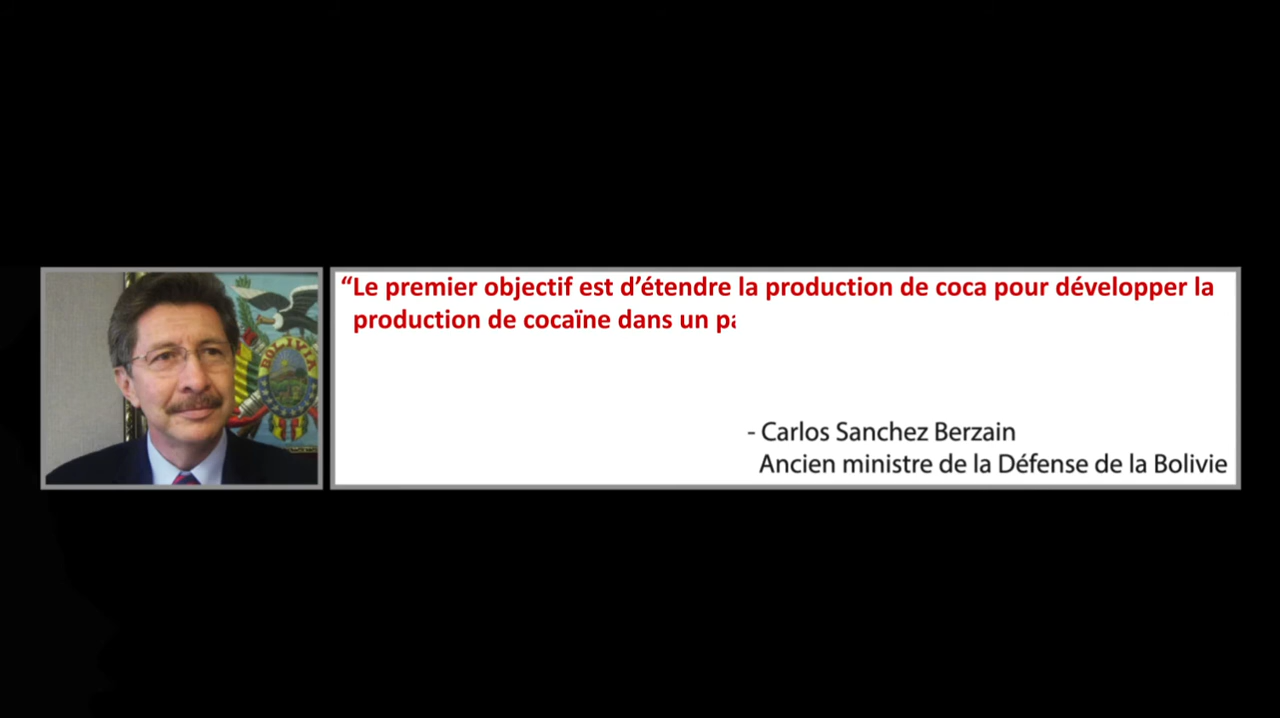 BOLIVIA
“Le premier objectif est d’étendre la production de coca pour développer la
production de cocaïne dans un
- Carlos Sanchez Berzain
Ancien ministre de la Défense de la Bolivie